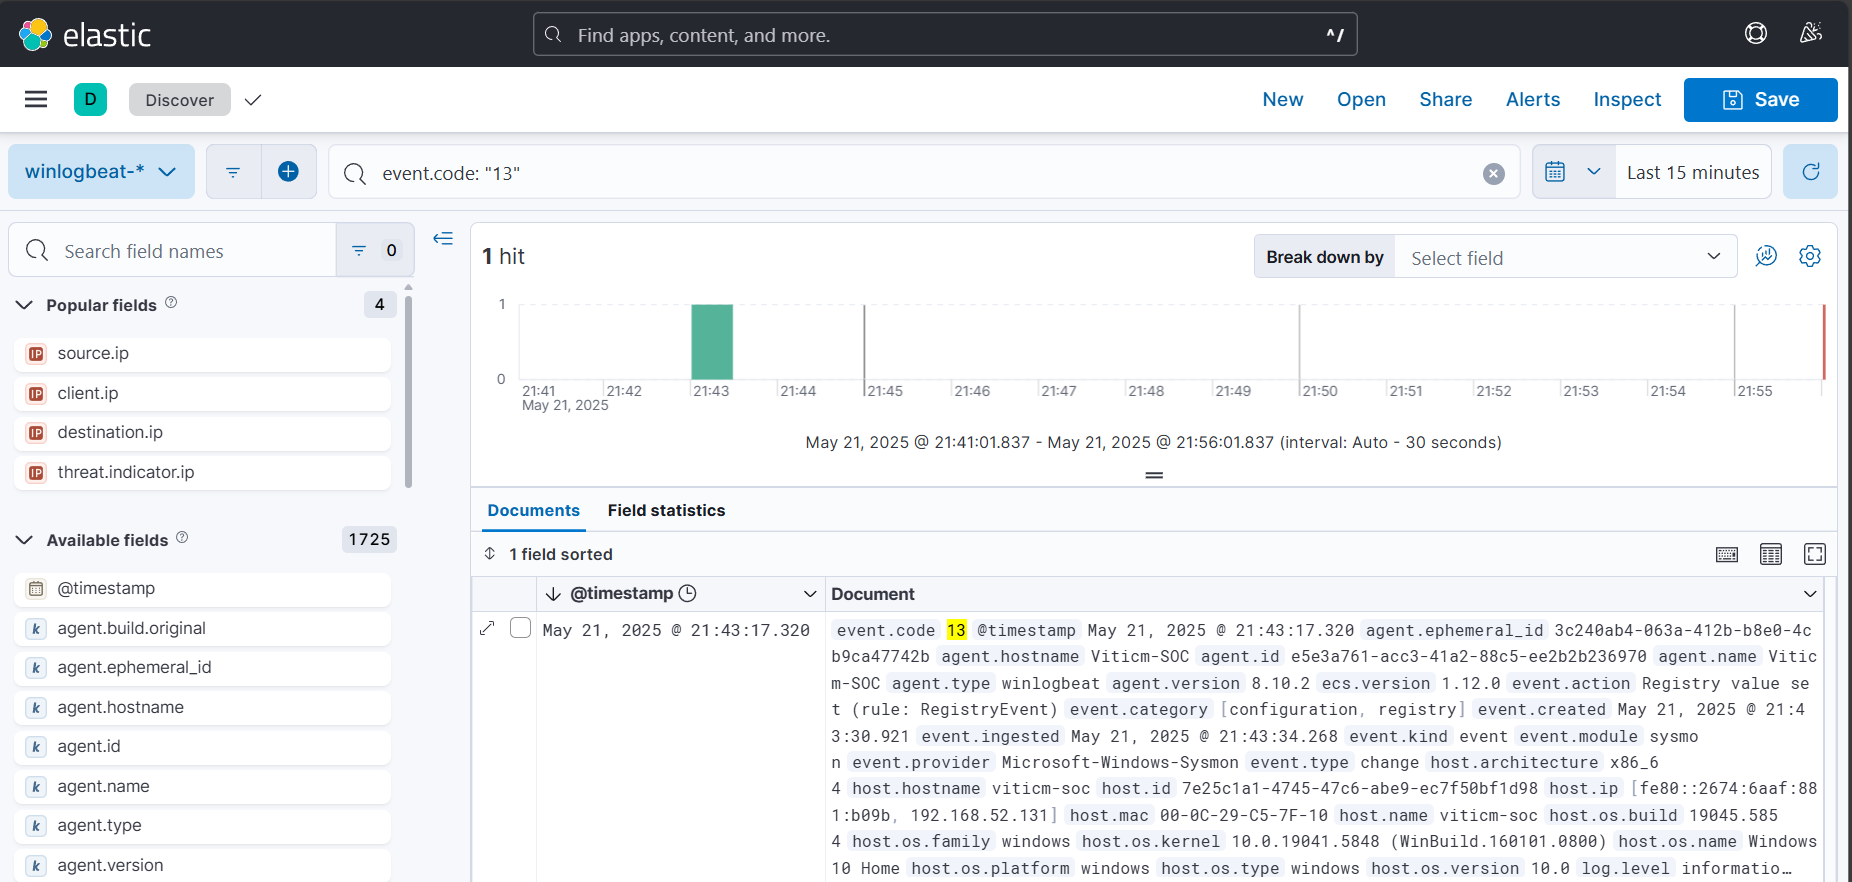 elastic
Find apps, content, and more.
^/
D
Discover
New
Open
Share
Alerts
Inspect
Save
winlogbeat-*
event.code: "13"
Last 15 minutes
Search field names
0
Popular fields
4
source.ip
client.ip
destination.ip
threat.indicator.ip
Available fields
1725
@timestamp
agent.build.original
agent.ephemeral_id
agent.hostname
agent.id
agent.name
agent.type
agent.version
1 hit
Break down by
Select field
1
0
21:41 21:42 21:43 21:44 21:45 21:46 21:47 21:48 21:49 21:50 21:51 21:52 21:53 21:54 21:55
May 21, 2025
May 21, 2025 @ 21:41:01.837 - May 21, 2025 @ 21:56:01.837 (interval: Auto - 30 seconds)
Documents
Field statistics
1 field sorted
@timestamp
Document
May 21, 2025 @ 21:43:17.320
event.code 13 @timestamp May 21, 2025 @ 21:43:17.320 agent.ephemeral_id 3c240ab4-063a-412b-b8e0-4c
b9ca47742b agent.hostname Viticm-SOC agent.id e5e3a761-acc3-41a2-88c5-ee2b2b236970 agent.name Vitic
m-SOC agent.type winlogbeat agent.version 8.10.2 ecs.version 1.12.0 event.action Registry value se
t (rule: RegistryEvent) event.category [configuration, registry] event.created May 21, 2025 @ 21:4
3:30.921 event.ingested May 21, 2025 @ 21:43:34.268 event.kind event event.module sysmo
n event.provider Microsoft-Windows-Sysmon event.type change host.architecture x86_6
4 host.hostname viticm-soc host.id 7e25c1a1-4745-47c6-abe9-ec7f50bf1d98 host.ip [fe80::2674:6aaf:88
1:b09b, 192.168.52.131] host.mac 00-0C-29-C5-7F-10 host.name viticm-soc host.os.build 19045.585
4 host.os.family windows host.os.kernel 10.0.19041.5848 (WinBuild.160101.0800) host.os.name Windows
10 Home host.os.platform windows host.os.type windows host.os.version 10.0 log.level informatio…